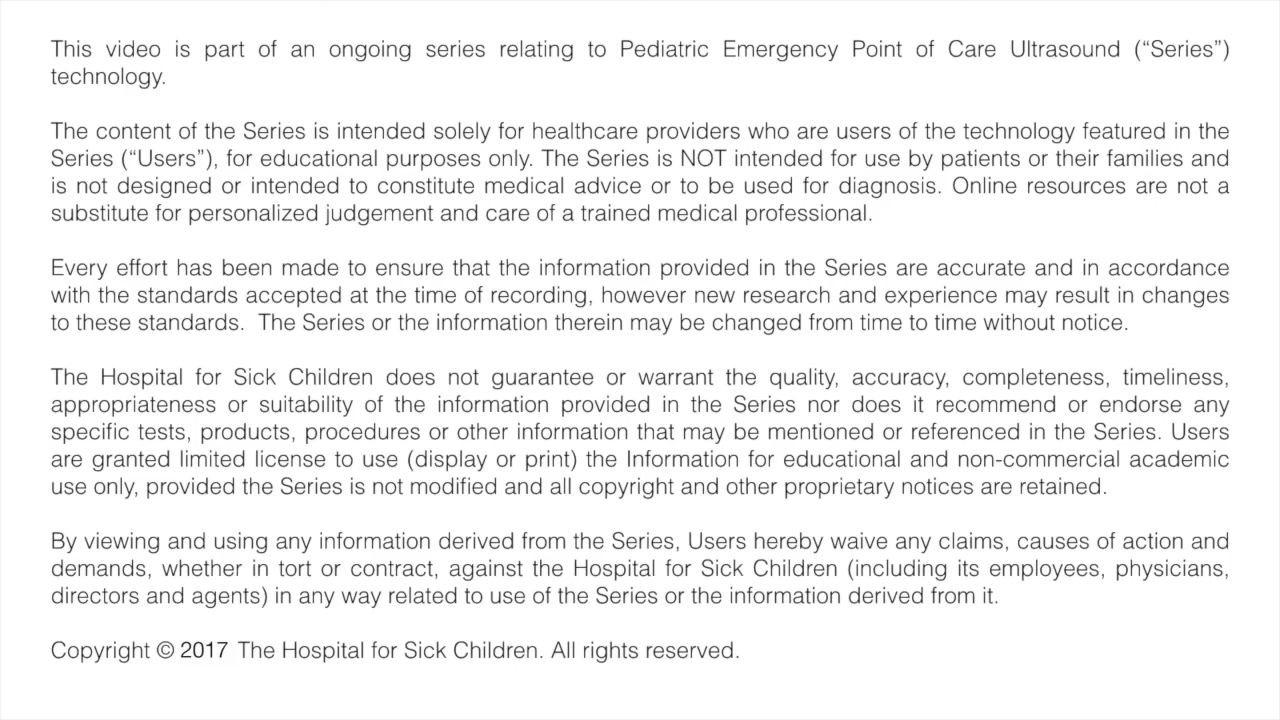 This video is part of an ongoing series relating to Pediatric Emergency Point of Care Ultrasound (“Series”)
technology.
The content of the Series is intended solely for healthcare providers who are users of the technology featured in the
Series (“Users”), for educational purposes only. The Series is NOT intended for use by patients or their families and
is not designed or intended to constitute medical advice or to be used for diagnosis. Online resources are not a
substitute for personalized judgement and care of a trained medical professional.
Every effort has been made to ensure that the information provided in the Series are accurate and in accordance
with the standards accepted at the time of recording, however new research and experience may result in changes
to these standards.  The Series or the information therein may be changed from time to time without notice.
The Hospital for Sick Children does not guarantee or warrant the quality, accuracy, completeness, timeliness,
appropriateness or suitability of the information provided in the Series nor does it recommend or endorse any
specific tests, products, procedures or other information that may be mentioned or referenced in the Series. Users
are granted limited license to use (display or print) the Information for educational and non-commercial academic
use only, provided the Series is not modified and all copyright and other proprietary notices are retained.
By viewing and using any information derived from the Series, Users hereby waive any claims, causes of action and
demands, whether in tort or contract, against the Hospital for Sick Children (including its employees, physicians,
directors and agents) in any way related to use of the Series or the information derived from it.
Copyright © 2017 The Hospital for Sick Children. All rights reserved.